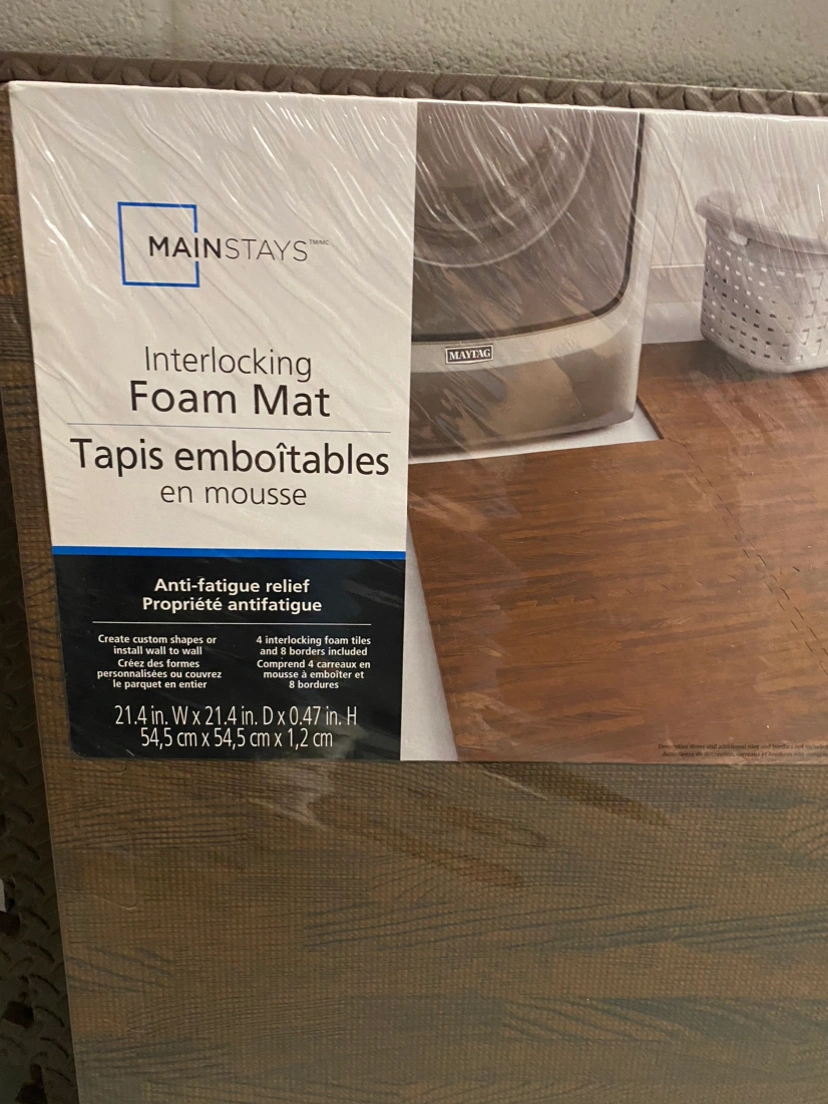 MAINSTAYS™/MC
Interlocking
Foam Mat
Tapis emboîtables
en mousse
Anti-fatigue relief
Propriété antifatigue
Create custom shapes or
install wall to wall
Créez des formes
personnalisées ou couvrez
le parquet en entier
4 interlocking foam tiles
and 8 borders included
Comprend 4 carreaux en
mousse à emboîter et
8 bordures
21.4 in. W x 21.4 in. D x 0.47 in. H
54,5 cm x 54,5 cm x 1,2 cm
MAYTAG